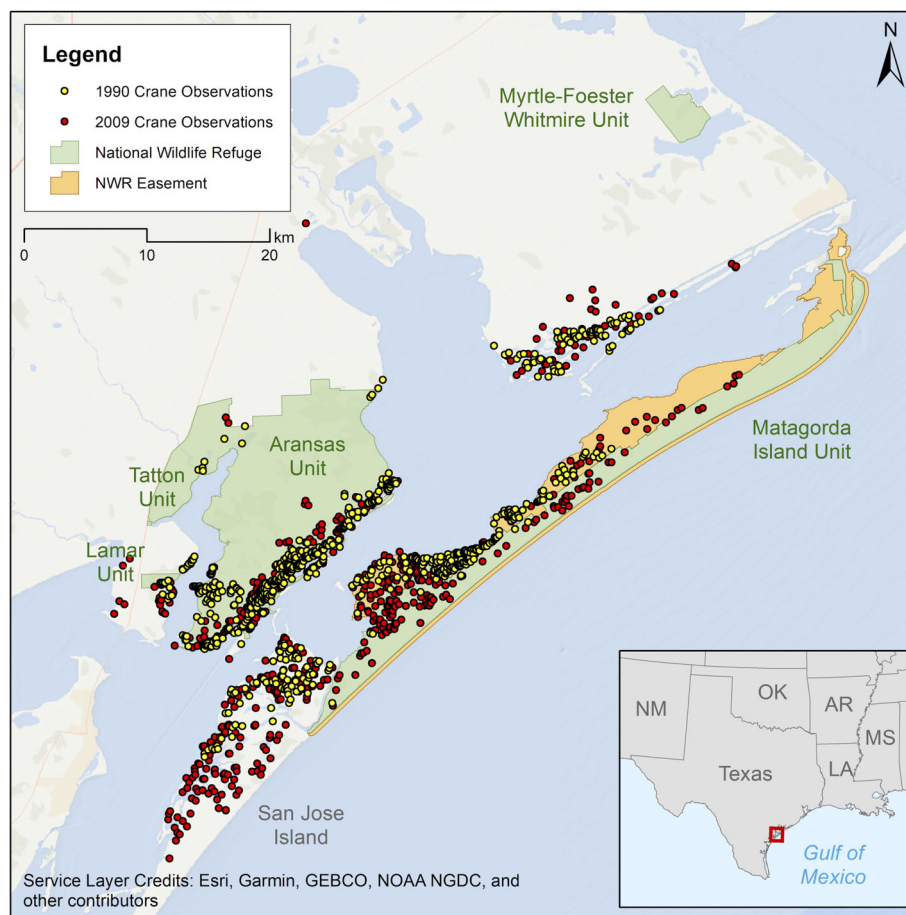 Legend
1990 Crane Observations
2009 Crane Observations
National Wildlife Refuge
NWR Easement
0 10 20 km
N
Myrtle-Foester
Whitmire Unit
Matagorda
Island Unit
Aransas
Unit
Tatton
Unit
Lamar
Unit
San Jose
Island
Service Layer Credits: Esri, Garmin, GEBCO, NOAA NGDC, and
other contributors
NM
OK
AR
MS
LA
Texas
Gulf of
Mexico